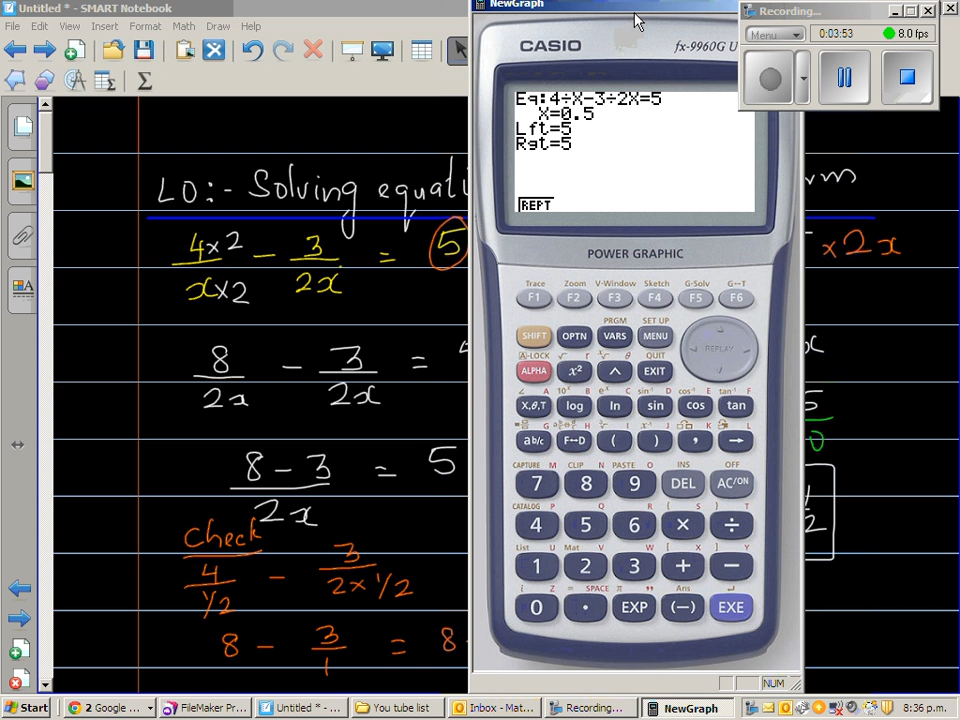 Untitled * - SMART Notebook
File Edit View Insert Format Math Draw
NewGraph
Recording...
Menu 0:03:53 8.0 fps
CASIO fx-9960G
Eq:4÷X-3÷2X=5
X=0.5
Lft=5
Rgt=5
REPT
POWER GRAPHIC
LO:- Solving equati
4x2/x×2 - 3/2x = 5
×2x
8/2x - 3/2x =
8-3/2x = 5
Check
4/1/2 - 3/2×1/2
8 - 3/1 = 8
Trace Zoom V-Window Sketch G-Solv G↔T
F1 F2 F3 F4 F5 F6
PRGM SET UP
SHIFT OPTN VARS MENU
REPLAY
A-LOCK QUIT
ALPHA x² ^ EXIT
sin⁻¹ cos⁻¹ tan⁻¹
X,θ,T log ln sin cos tan
a b/c F↔D ( ) , →
CAPTURE CLIP PASTE INS OFF
7 8 9 DEL AC/ON
CATALOG
4 5 6 × ÷
List Mat
1 2 3 + −
SPACE Ans
0 . EXP (−) EXE
NUM
Start 2 Google ... FileMaker Pr... Untitled * ... You tube list Inbox - Mat... Recording... NewGraph 8:36 p.m.